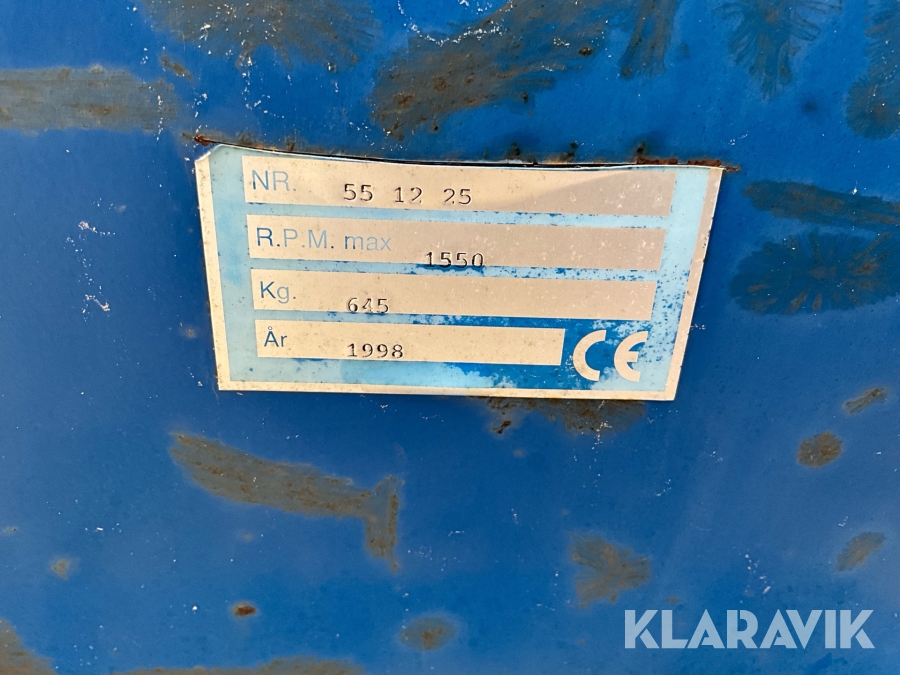 NR. 55 12 25
R.P.M. max 1550
Kg. 645
År 1998 CE
KLARAVIK